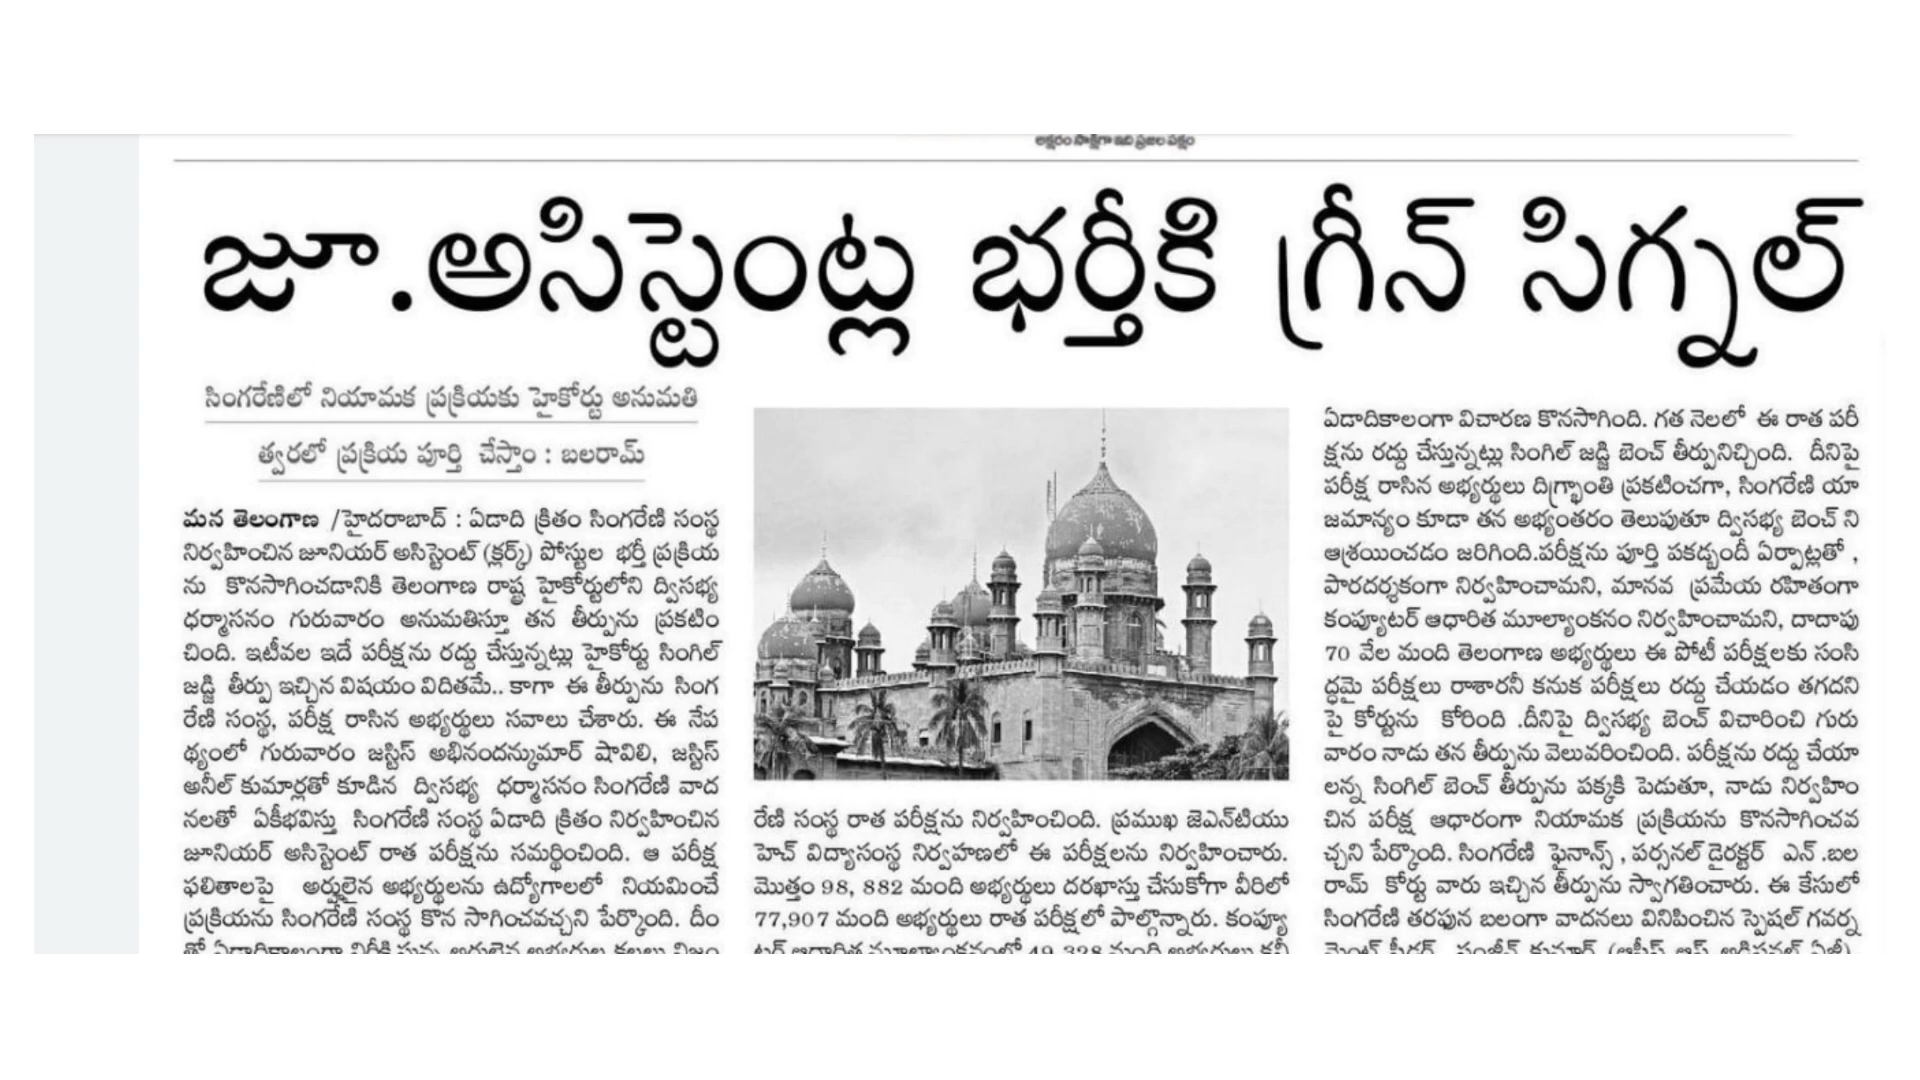 అక్షరం సాక్షిగా ఇది ప్రజల పక్షం
జూ.అసిస్టెంట్ల భర్తీకి గ్రీన్ సిగ్నల్
సింగరేణిలో నియామక ప్రక్రియకు హైకోర్టు అనుమతి
త్వరలో ప్రక్రియ పూర్తి చేస్తాం : బలరామ్
మన తెలంగాణ /హైదరాబాద్ : ఏడాది క్రితం సింగరేణి సంస్థ
నిర్వహించిన జూనియర్ అసిస్టెంట్ (క్లర్క్) పోస్టుల భర్తీ ప్రక్రియ
ను కొనసాగించడానికి తెలంగాణ రాష్ట్ర హైకోర్టులోని ద్విసభ్య
ధర్మాసనం గురువారం అనుమతిస్తూ తన తీర్పును ప్రకటిం
చింది. ఇటీవల ఇదే పరీక్షను రద్దు చేస్తున్నట్లు హైకోర్టు సింగిల్
జడ్జి తీర్పు ఇచ్చిన విషయం విదితమే.. కాగా ఈ తీర్పును సింగ
రేణి సంస్థ, పరీక్ష రాసిన అభ్యర్థులు సవాలు చేశారు. ఈ నేప
థ్యంలో గురువారం జస్టిస్ అభినందన్కుమార్ షావిలి, జస్టిస్
అనీల్ కుమార్లతో కూడిన ద్విసభ్య ధర్మాసనం సింగరేణి వాద
నలతో ఏకీభవిస్తు సింగరేణి సంస్థ ఏడాది క్రితం నిర్వహించిన
జూనియర్ అసిస్టెంట్ రాత పరీక్షను సమర్థించింది. ఆ పరీక్ష
ఫలితాలపై అర్హులైన అభ్యర్థులను ఉద్యోగాలలో నియమించే
ప్రక్రియను సింగరేణి సంస్థ కొన సాగించవచ్చని పేర్కొంది. దీం
రేణి సంస్థ రాత పరీక్షను నిర్వహించింది. ప్రముఖ జెఎన్‌టియు
హెచ్ విద్యాసంస్థ నిర్వహణలో ఈ పరీక్షలను నిర్వహించారు.
మొత్తం 98, 882 మంది అభ్యర్థులు దరఖాస్తు చేసుకోగా వీరిలో
77,907 మంది అభ్యర్థులు రాత పరీక్షలో పాల్గొన్నారు. కంప్యూ
ఏడాదికాలంగా విచారణ కొనసాగింది. గత నెలలో ఈ రాత పరీ
క్షను రద్దు చేస్తున్నట్లు సింగిల్ జడ్జి బెంచ్ తీర్పునిచ్చింది. దీనిపై
పరీక్ష రాసిన అభ్యర్థులు దిగ్భ్రాంతి ప్రకటించగా, సింగరేణి యా
జమాన్యం కూడా తన అభ్యంతరం తెలుపుతూ ద్విసభ్య బెంచ్ ని
ఆశ్రయించడం జరిగింది.పరీక్షను పూర్తి పకడ్బందీ ఏర్పాట్లతో ,
పారదర్శకంగా నిర్వహించామని, మానవ ప్రమేయ రహితంగా
కంప్యూటర్ ఆధారిత మూల్యాంకనం నిర్వహించామని, దాదాపు
70 వేల మంది తెలంగాణ అభ్యర్థులు ఈ పోటీ పరీక్షలకు సంసి
ద్ధమై పరీక్షలు రాశారనీ కనుక పరీక్షలు రద్దు చేయడం తగదని
పై కోర్టును కోరింది .దీనిపై ద్విసభ్య బెంచ్ విచారించి గురు
వారం నాడు తన తీర్పును వెలువరించింది. పరీక్షను రద్దు చేయా
లన్న సింగిల్ బెంచ్ తీర్పును పక్కకి పెడుతూ, నాడు నిర్వహిం
చిన పరీక్ష ఆధారంగా నియామక ప్రక్రియను కొనసాగించవ
చ్చని పేర్కొంది. సింగరేణి ఫైనాన్స్ , పర్సనల్ డైరక్టర్ ఎన్ .బల
రామ్ కోర్టు వారు ఇచ్చిన తీర్పును స్వాగతించారు. ఈ కేసులో
సింగరేణి తరఫున బలంగా వాదనలు వినిపించిన స్పెషల్ గవర్న